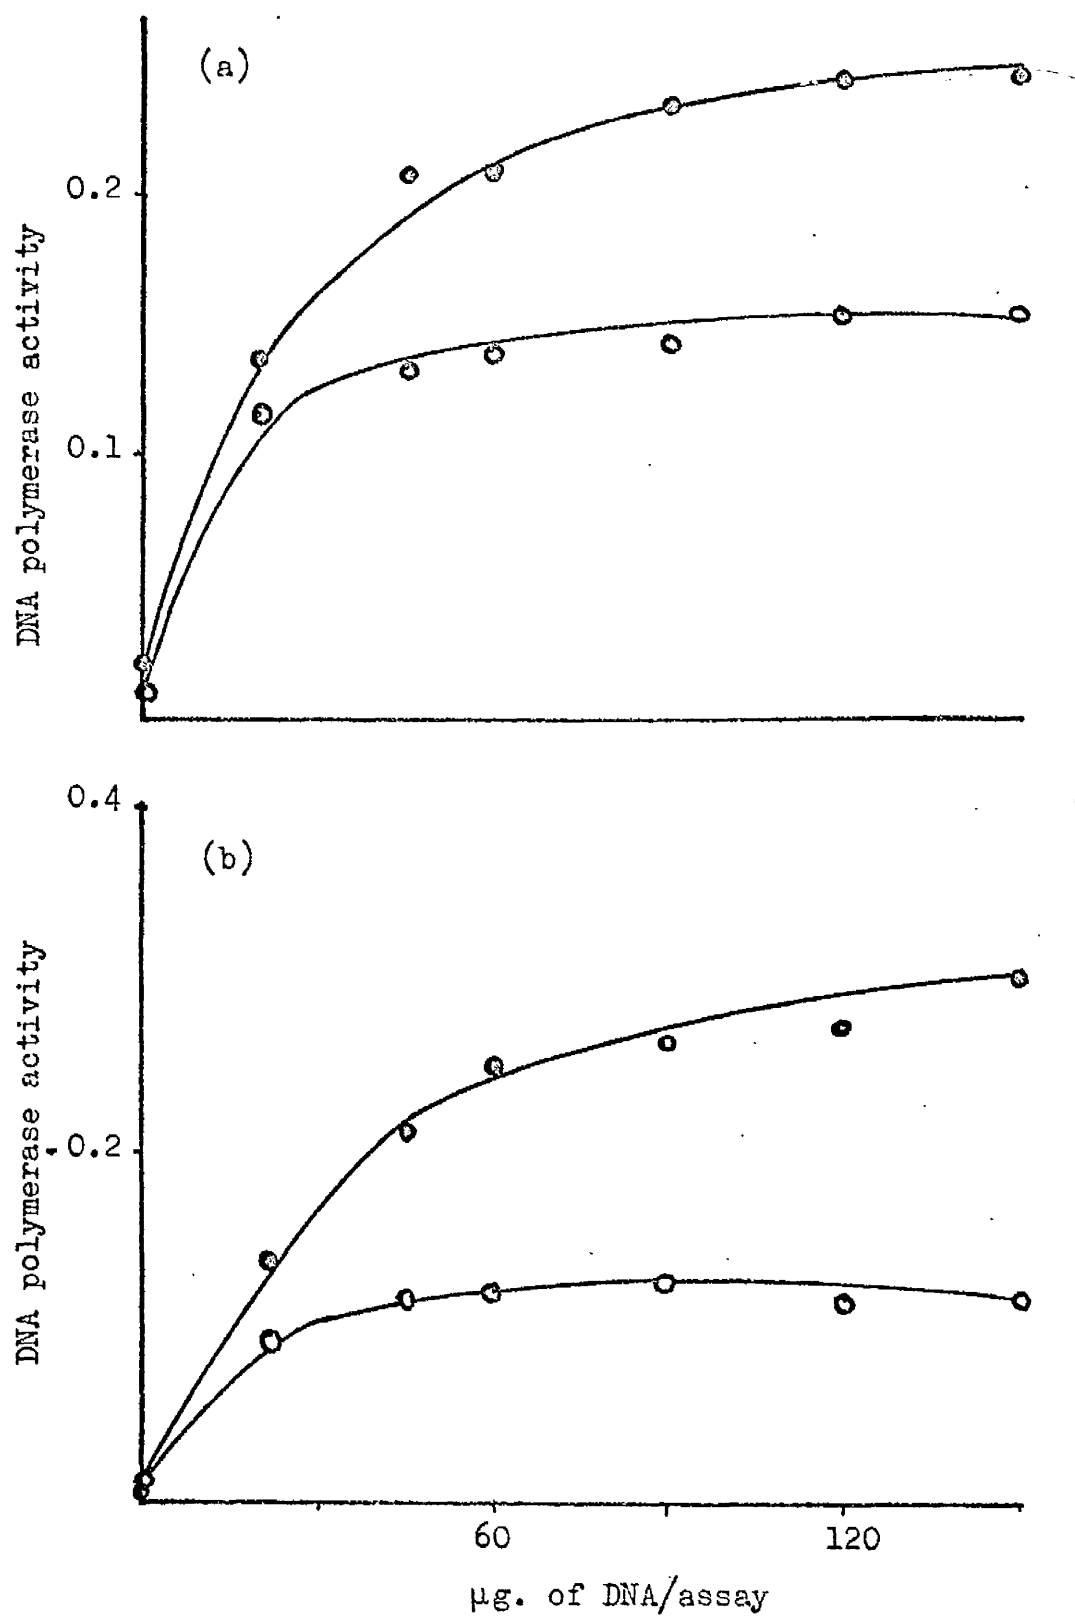 (a)
0.2
0.1
DNA polymerase activity
0.4
(b)
0.2
DNA polymerase activity
60
120
µg. of DNA/assay